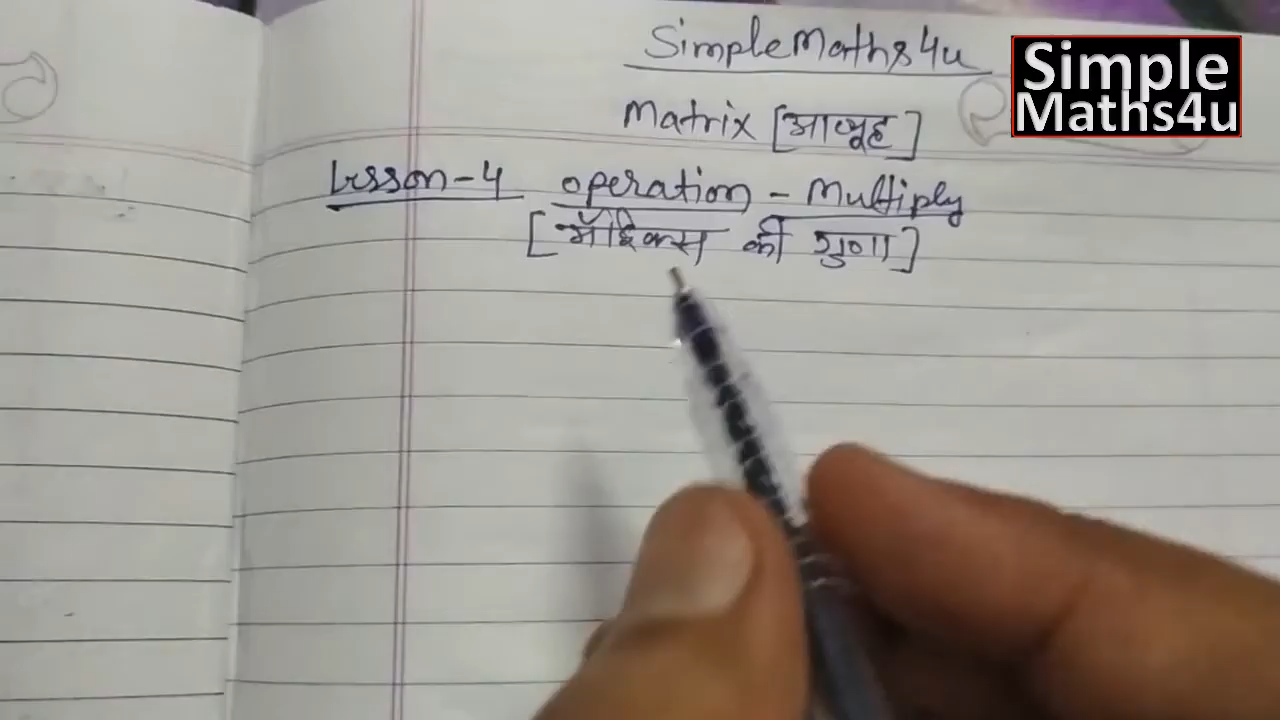 SimpleMaths4u
Simple
Maths4u
Matrix [आव्यूह]
Lesson-4 operation - Multiply
[मैट्रिक्स की गुणा]